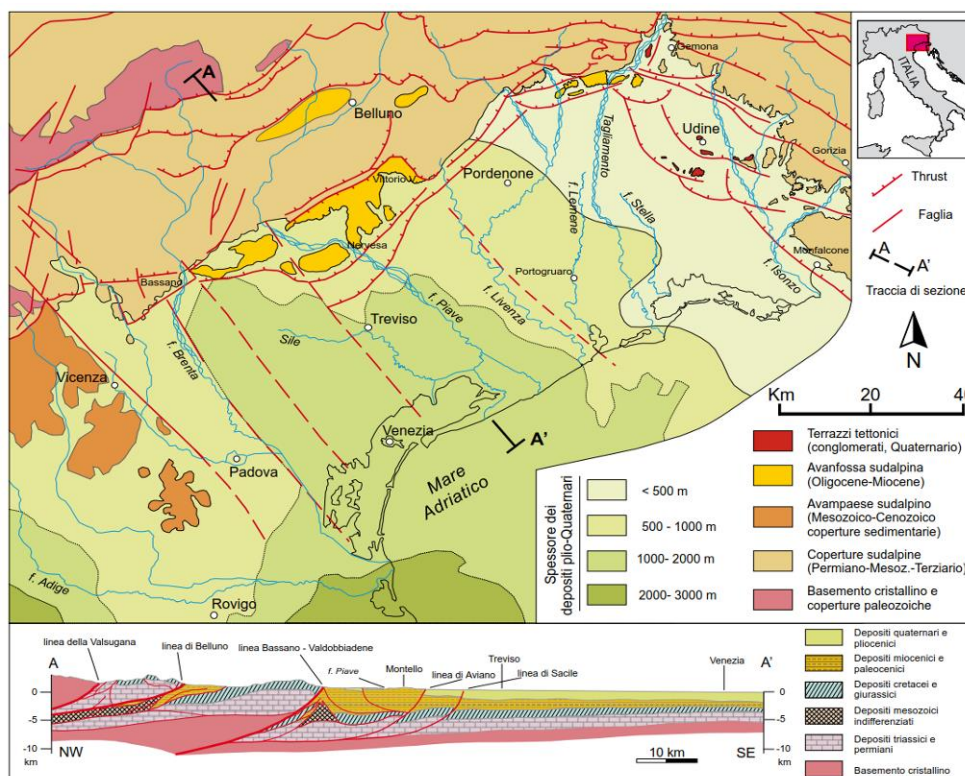 Gemona
A
Belluno
Tagliamento
Udine
Gorizia
Vittorio V.
Pordenone
f. Lemene
f. Stella
Nervesa
Monfalcone
Bassano
Portogruaro
f. Isonzo
f. Livenza
f. Piave
Treviso
Sile
f. Brenta
Vicenza
Venezia
A'
Padova
Mare
Adriatico
f. Adige
Rovigo
ITALIA
Thrust
Faglia
A
A'
Traccia di sezione
N
Km 20 40
Spessore dei
depositi plio-Quaternari
< 500 m
500 - 1000 m
1000- 2000 m
2000- 3000 m
Terrazzi tettonici
(conglomerati, Quaternario)
Avanfossa sudalpina
(Oligocene-Miocene)
Avampaese sudalpino
(Mesozoico-Cenozoico
coperture sedimentarie)
Coperture sudalpine
(Permiano-Mesoz.-Terziario)
Basamento cristallino e
coperture paleozoiche
A
linea della Valsugana
linea di Belluno
linea Bassano - Valdobbiadene
f. Piave
Montello
linea di Aviano
Treviso
linea di Sacile
Venezia
A'
0
-5
-10
km
NW
10 km
SE
0
-5
-10
km
Depositi quaternari e
pliocenici
Depositi miocenici e
paleocenici
Depositi cretacei e
giurassici
Depositi mesozoici
indifferenziati
Depositi triassici e
permiani
Basamento cristallino